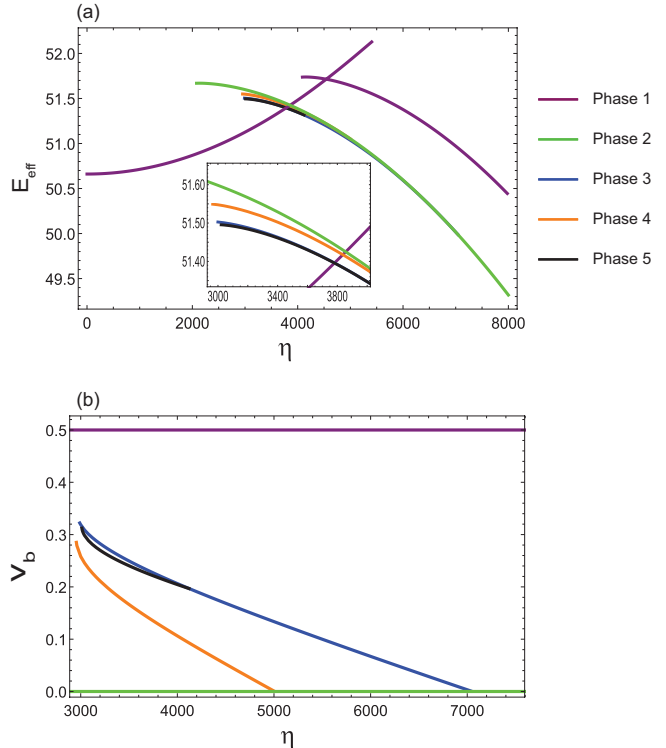 (a)
52.0
51.5
51.0
50.5
50.0
49.5
E_eff
0
2000
4000
6000
8000
η
51.60
51.50
51.40
3000
3400
3800
Phase 1
Phase 2
Phase 3
Phase 4
Phase 5
(b)
0.5
0.4
0.3
0.2
0.1
0.0
V_b
3000
4000
5000
6000
7000
η